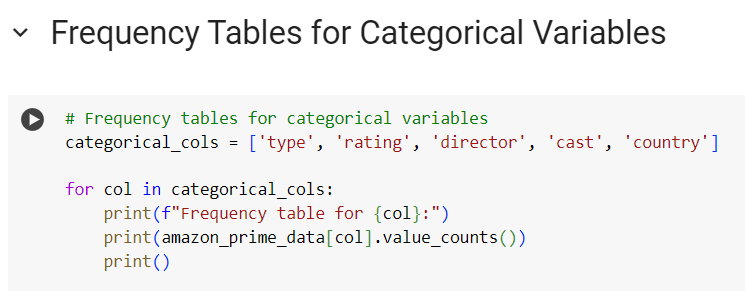 Frequency Tables for Categorical Variables
# Frequency tables for categorical variables
categorical_cols = ['type', 'rating', 'director', 'cast', 'country']
for col in categorical_cols:
    print(f"Frequency table for {col}:")
    print(amazon_prime_data[col].value_counts())
    print()